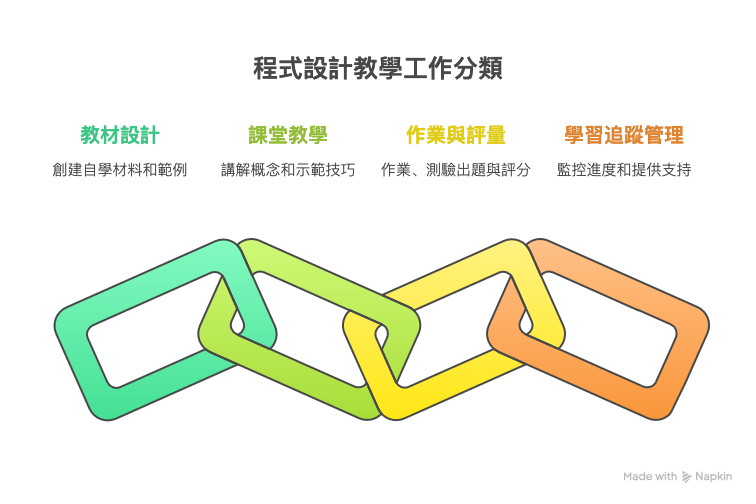 程式設計教學工作分類
教材設計
創建自學材料和範例
課堂教學
講解概念和示範技巧
作業與評量
作業、測驗出題與評分
學習追蹤管理
監控進度和提供支持
Made with Napkin